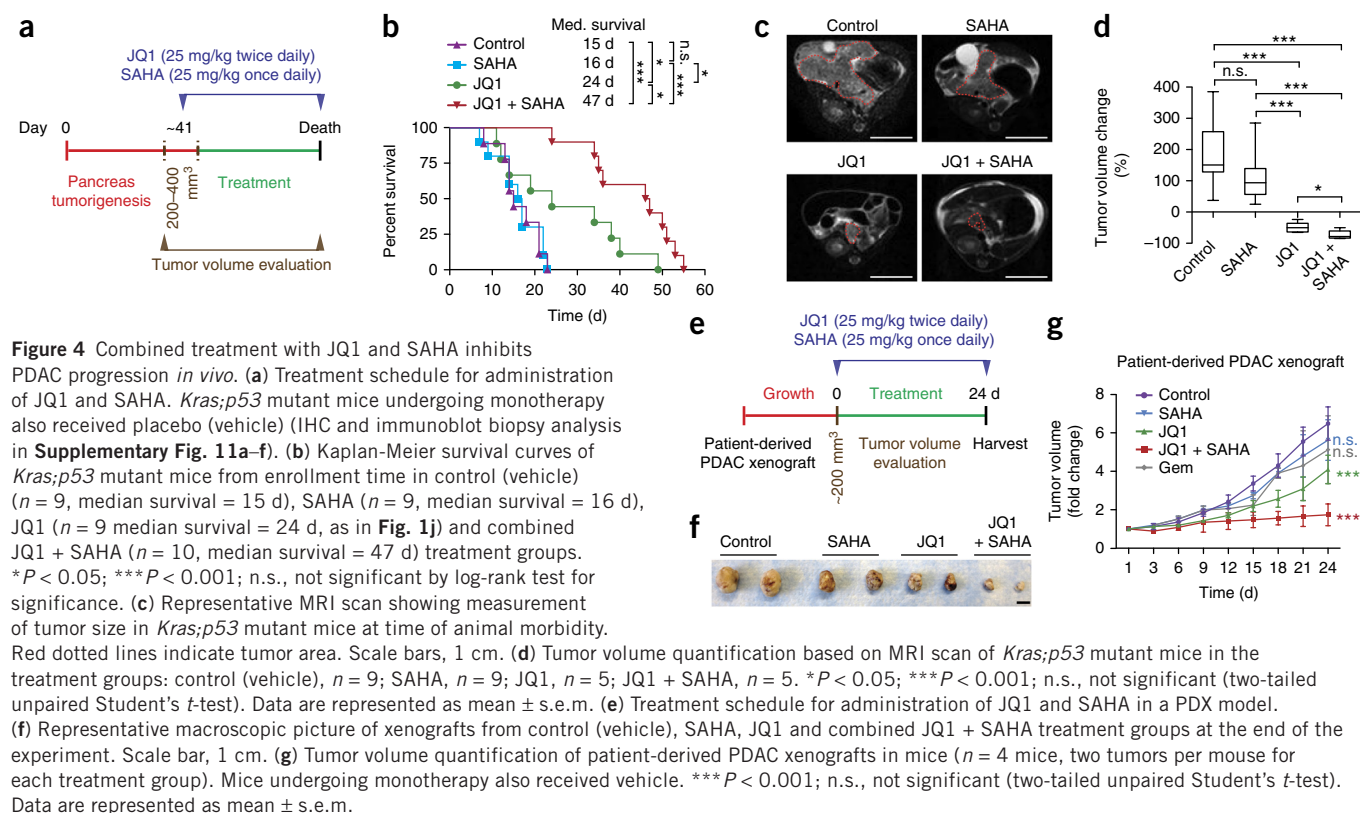 a
JQ1 (25 mg/kg twice daily)
SAHA (25 mg/kg once daily)
Day 0 ~41 Death
Pancreas
tumorigenesis
200–400
mm³
Treatment
Tumor volume evaluation
b
Med. survival
Control 15 d
SAHA 16 d
JQ1 24 d
JQ1 + SAHA 47 d
*** * * n.s. *** *
Percent survival
100
75
50
25
0
0 10 20 30 40 50 60
Time (d)
c
Control SAHA
JQ1 JQ1 + SAHA
d
***
*** ***
n.s. ***
*
Tumor volume change
(%)
400
300
200
100
0
−100
Control
SAHA
JQ1
JQ1 +
SAHA
e
JQ1 (25 mg/kg twice daily)
SAHA (25 mg/kg once daily)
Growth 0 Treatment 24 d
Patient-derived
PDAC xenograft
~200 mm³
Tumor volume
evaluation
Harvest
f
Control SAHA JQ1 JQ1
+ SAHA
g
Patient-derived PDAC xenograft
Control
SAHA
JQ1
JQ1 + SAHA
Gem
Tumor volume
(fold change)
8
6
4
2
0
n.s.
n.s.
***
***
1 3 6 9 12 15 18 21 24
Time (d)
Figure 4 Combined treatment with JQ1 and SAHA inhibits
PDAC progression in vivo. (a) Treatment schedule for administration
of JQ1 and SAHA. Kras;p53 mutant mice undergoing monotherapy
also received placebo (vehicle) (IHC and immunoblot biopsy analysis
in Supplementary Fig. 11a–f). (b) Kaplan-Meier survival curves of
Kras;p53 mutant mice from enrollment time in control (vehicle)
(n = 9, median survival = 15 d), SAHA (n = 9, median survival = 16 d),
JQ1 (n = 9 median survival = 24 d, as in Fig. 1j) and combined
JQ1 + SAHA (n = 10, median survival = 47 d) treatment groups.
*P < 0.05; ***P < 0.001; n.s., not significant by log-rank test for
significance. (c) Representative MRI scan showing measurement
of tumor size in Kras;p53 mutant mice at time of animal morbidity.
Red dotted lines indicate tumor area. Scale bars, 1 cm. (d) Tumor volume quantification based on MRI scan of Kras;p53 mutant mice in the
treatment groups: control (vehicle), n = 9; SAHA, n = 9; JQ1, n = 5; JQ1 + SAHA, n = 5. *P < 0.05; ***P < 0.001; n.s., not significant (two-tailed
unpaired Student's t-test). Data are represented as mean ± s.e.m. (e) Treatment schedule for administration of JQ1 and SAHA in a PDX model.
(f) Representative macroscopic picture of xenografts from control (vehicle), SAHA, JQ1 and combined JQ1 + SAHA treatment groups at the end of the
experiment. Scale bar, 1 cm. (g) Tumor volume quantification of patient-derived PDAC xenografts in mice (n = 4 mice, two tumors per mouse for
each treatment group). Mice undergoing monotherapy also received vehicle. ***P < 0.001; n.s., not significant (two-tailed unpaired Student's t-test).
Data are represented as mean ± s.e.m.